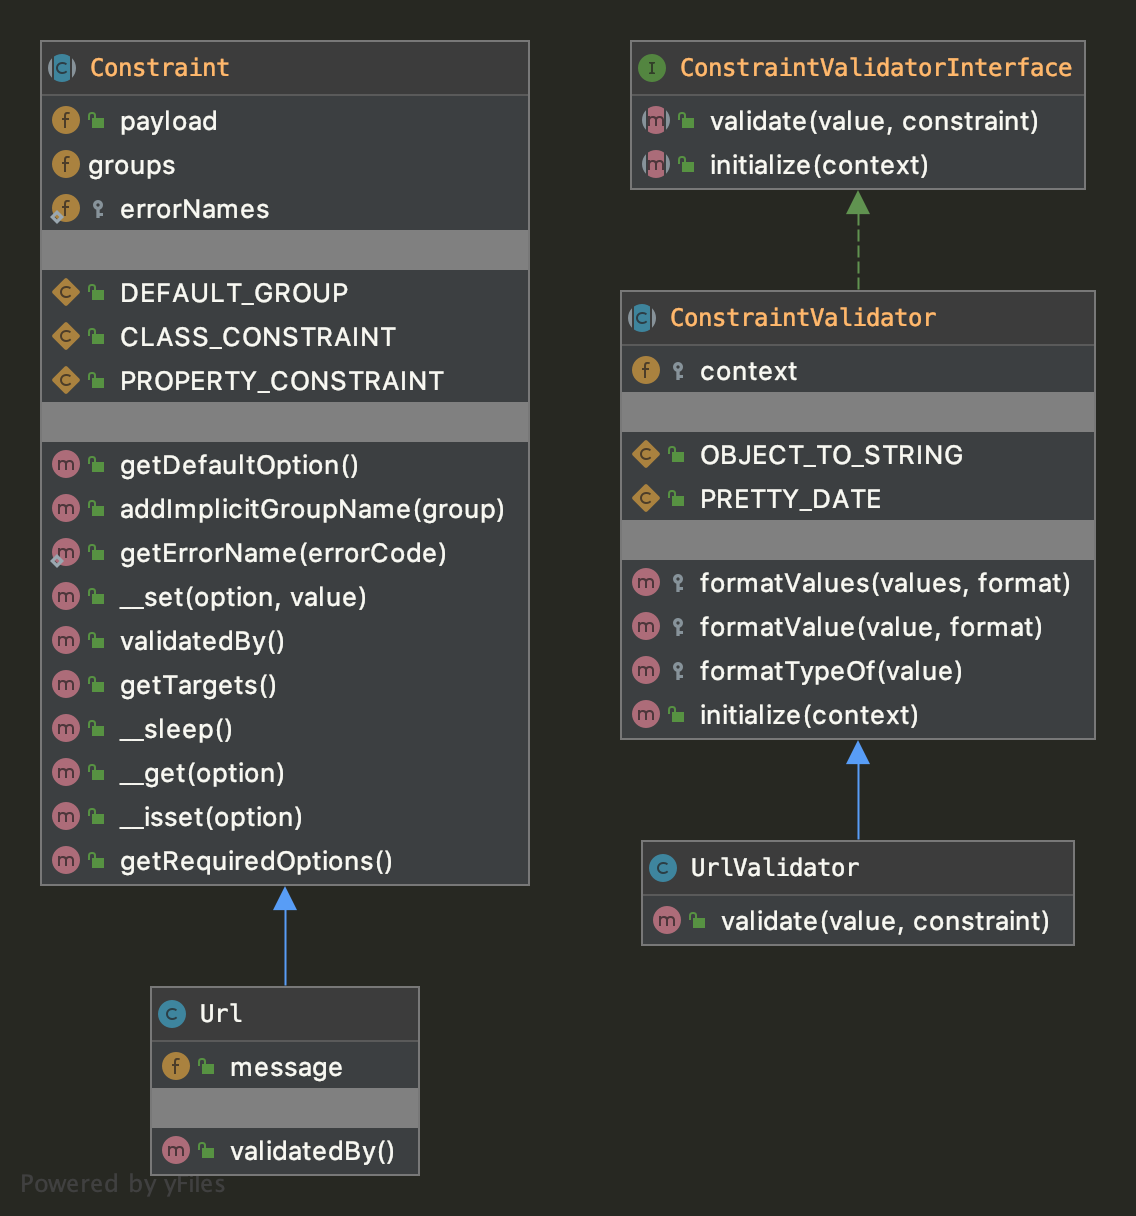 Constraint
payload
groups
errorNames
DEFAULT_GROUP
CLASS_CONSTRAINT
PROPERTY_CONSTRAINT
getDefaultOption()
addImplicitGroupName(group)
getErrorName(errorCode)
__set(option, value)
validatedBy()
getTargets()
__sleep()
__get(option)
__isset(option)
getRequiredOptions()
Url
message
validatedBy()
ConstraintValidatorInterface
validate(value, constraint)
initialize(context)
ConstraintValidator
context
OBJECT_TO_STRING
PRETTY_DATE
formatValues(values, format)
formatValue(value, format)
formatTypeOf(value)
initialize(context)
UrlValidator
validate(value, constraint)
Powered by yFiles